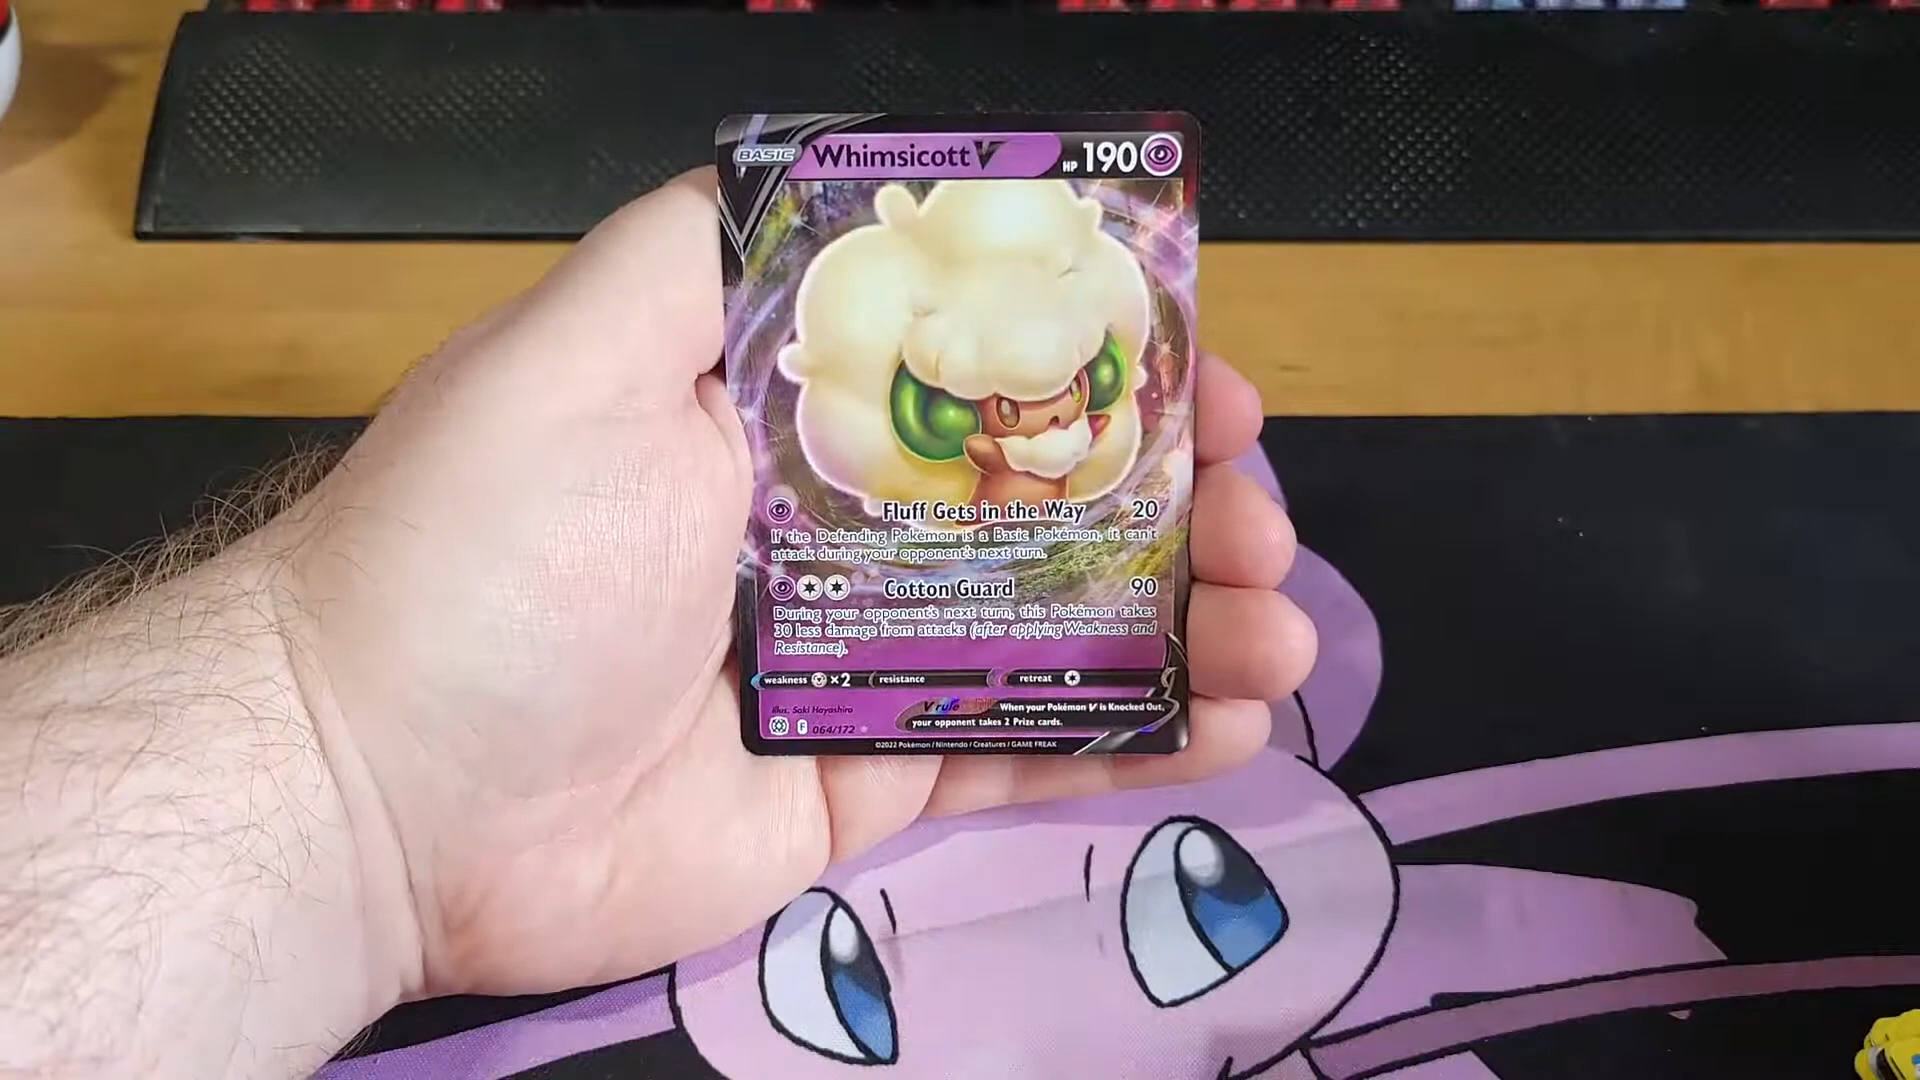 BASIC Whimsicott V HP 190
Fluff Gets in the Way 20
If the Defending Pokémon is a Basic Pokémon, it can't
attack during your opponent's next turn.
Cotton Guard 90
During your opponent's next turn, this Pokémon takes
30 less damage from attacks (after applying Weakness and
Resistance).
weakness ×2 resistance retreat
Illus. Saki Hayashiro
V rule When your Pokémon V is Knocked Out,
your opponent takes 2 Prize cards.
F 064/172
©2022 Pokémon / Nintendo / Creatures / GAME FREAK